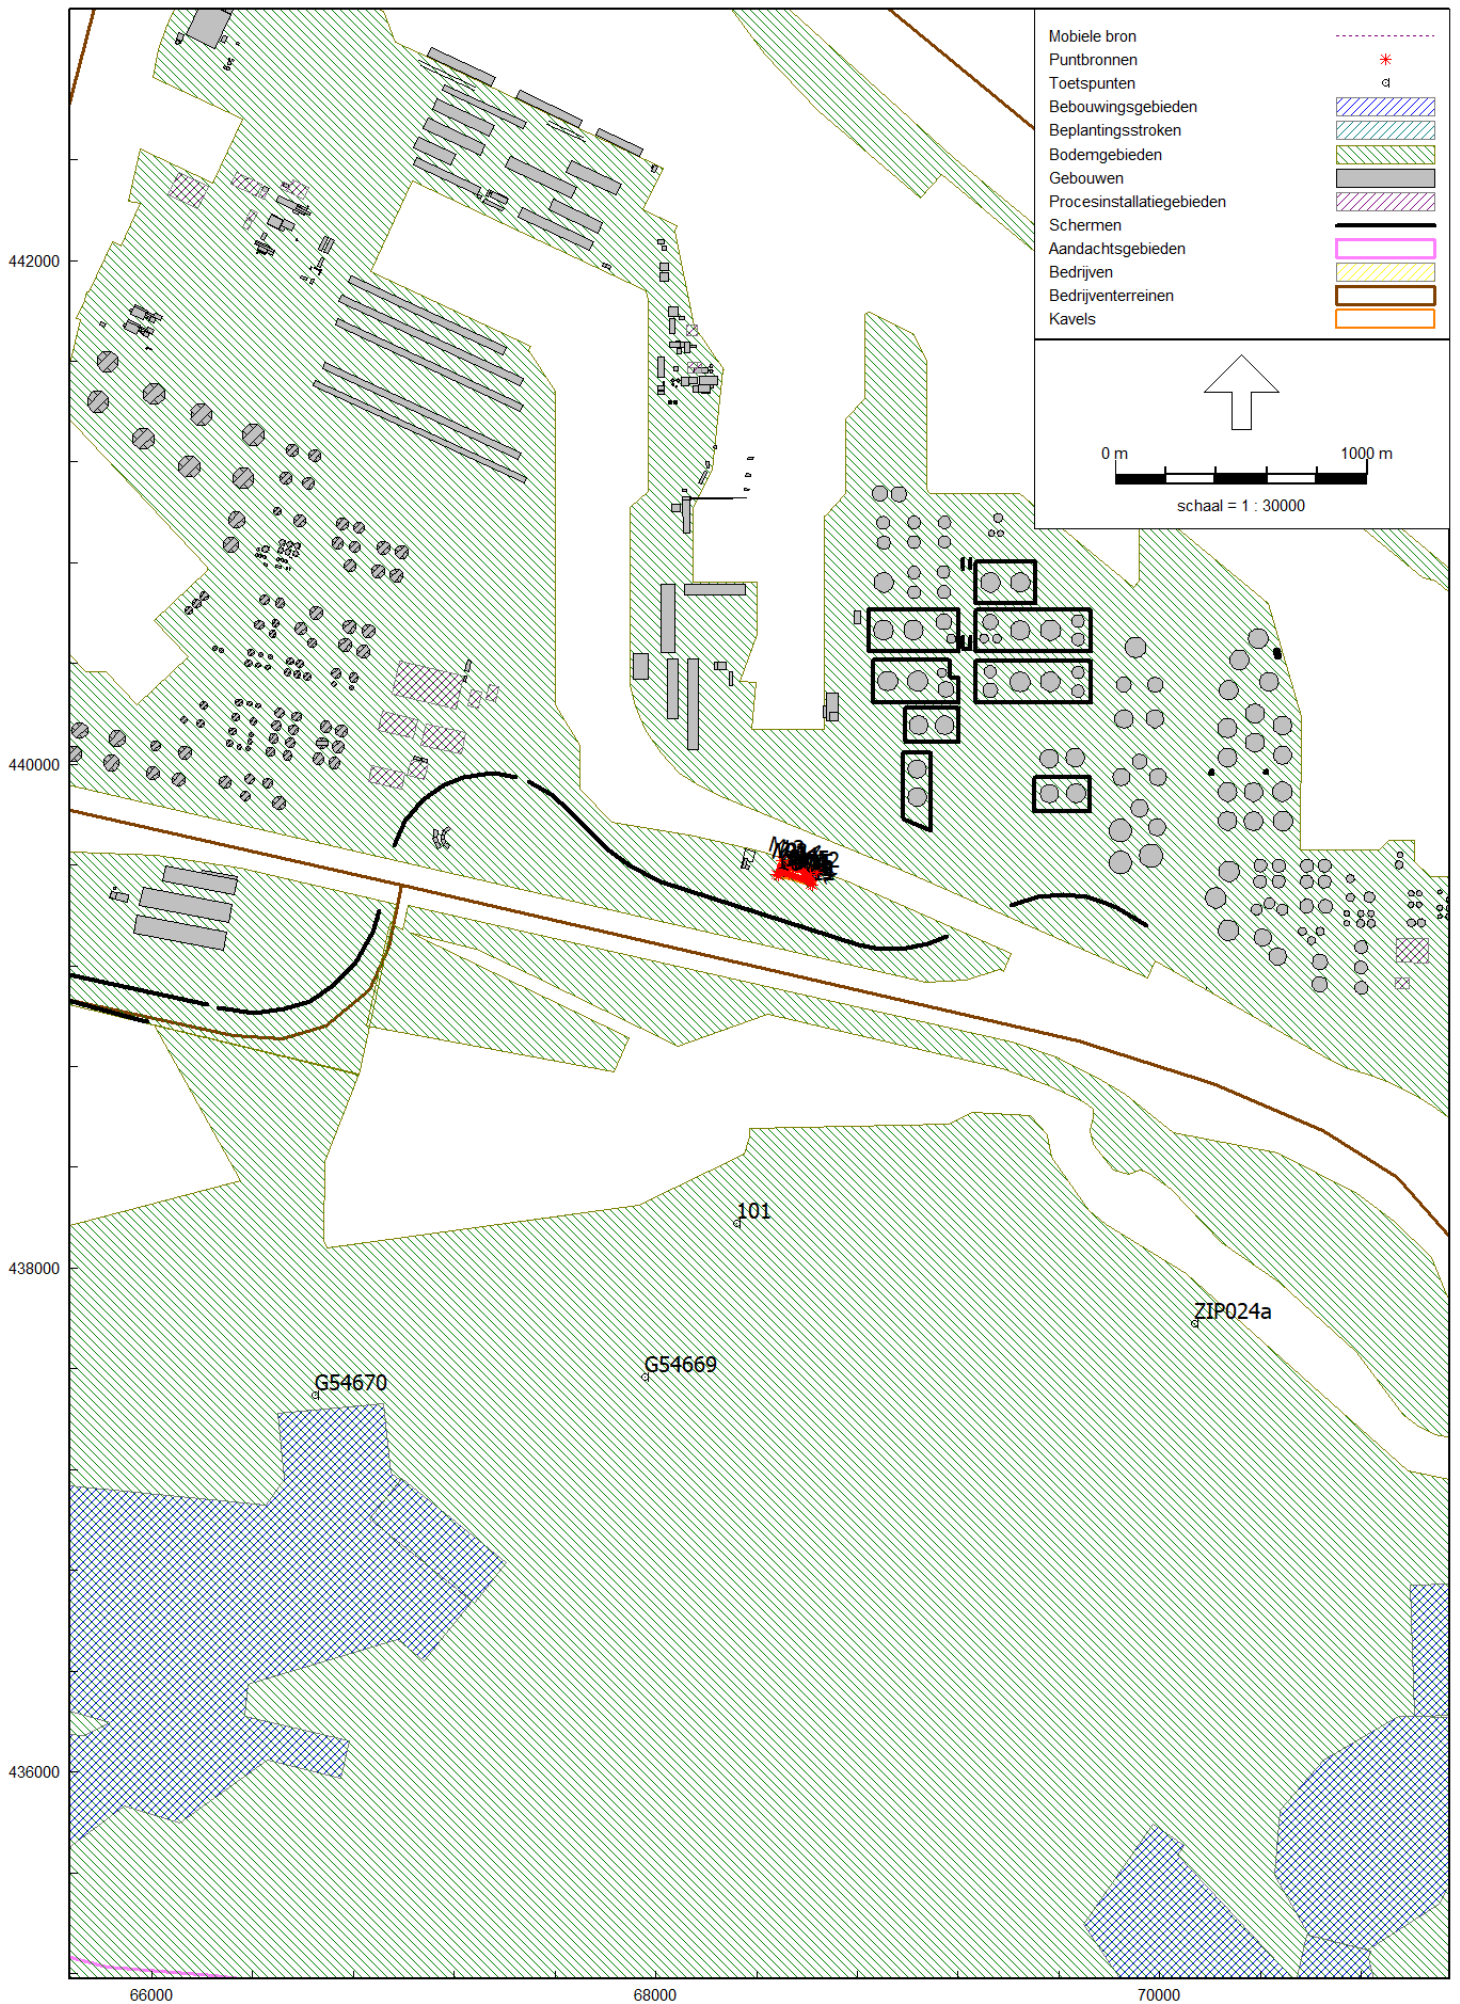 Mobiele bron
Puntbronnen
Toetspunten
Bebouwingsgebieden
Beplantingsstroken
Bodemgebieden
Gebouwen
Procesinstallatiegebieden
Schermen
Aandachtsgebieden
Bedrijven
Bedrijventerreinen
Kavels
0 m 1000 m
schaal = 1 : 30000
442000
440000
438000
436000
101
ZIP024a
G54669
G54670
66000 68000 70000